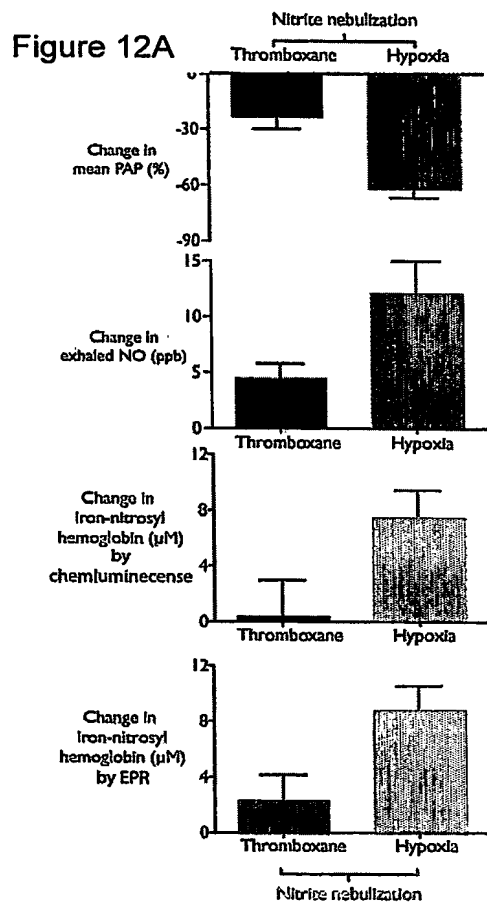 Nitrite nebulization
Figure 12A
Thromboxane Hypoxia
0
-30
Change in
mean PAP (%)
-60
-90
15
10
Change in
exhaled NO (ppb)
5
0
Thromboxane Hypoxia
12
Change in
iron-nitrosyl
hemoglobin (µM)
by
chemluminecense
8
4
0
Thromboxane Hypoxia
12
Change in
iron-nitrosyl
hemoglobin (µM)
by EPR
8
4
0
Thromboxane Hypoxia
Nitrite nebulization